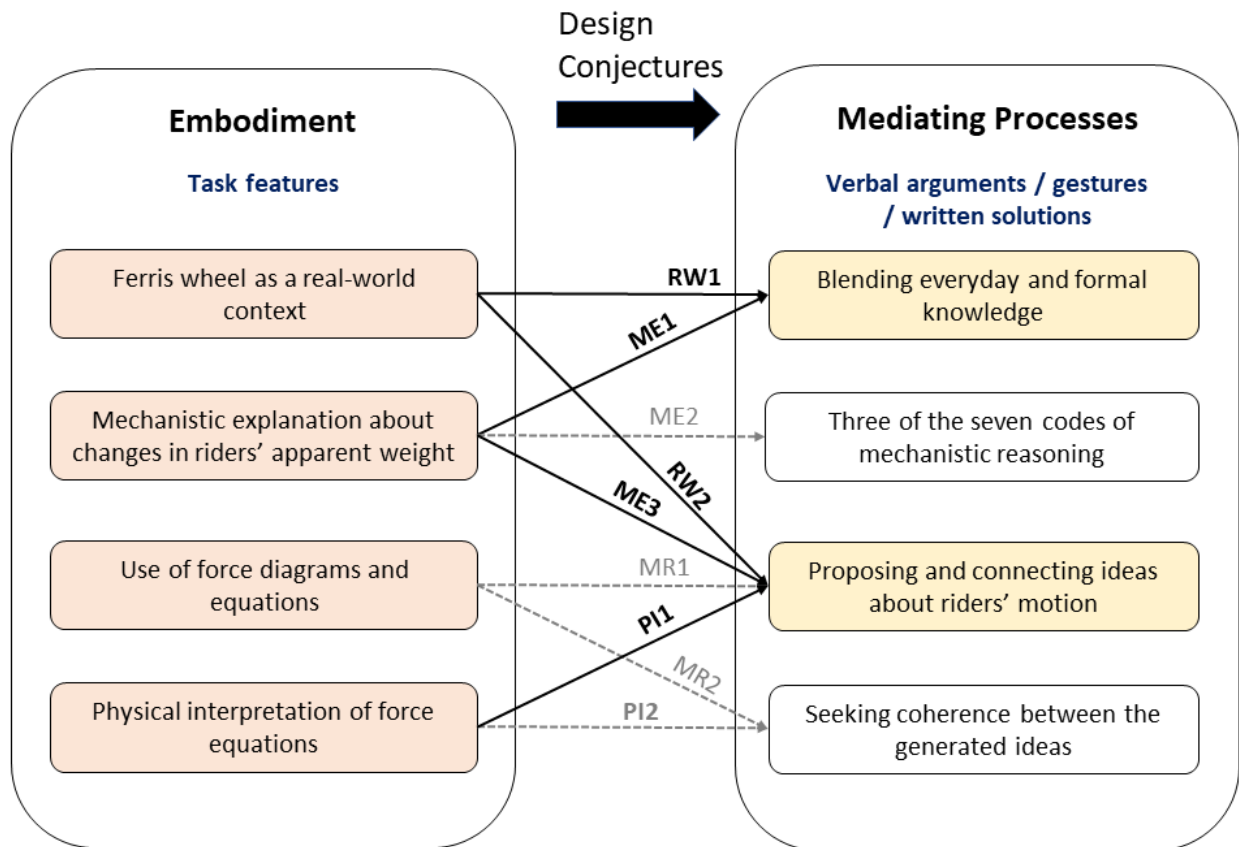 Design
Conjectures
Embodiment
Task features
Ferris wheel as a real-world
context
Mechanistic explanation about
changes in riders' apparent weight
Use of force diagrams and
equations
Physical interpretation of force
equations
RW1
ME1
ME2
RW2
ME3
MR1
PI1
MR2
PI2
Mediating Processes
Verbal arguments / gestures
/ written solutions
Blending everyday and formal
knowledge
Three of the seven codes of
mechanistic reasoning
Proposing and connecting ideas
about riders' motion
Seeking coherence between the
generated ideas